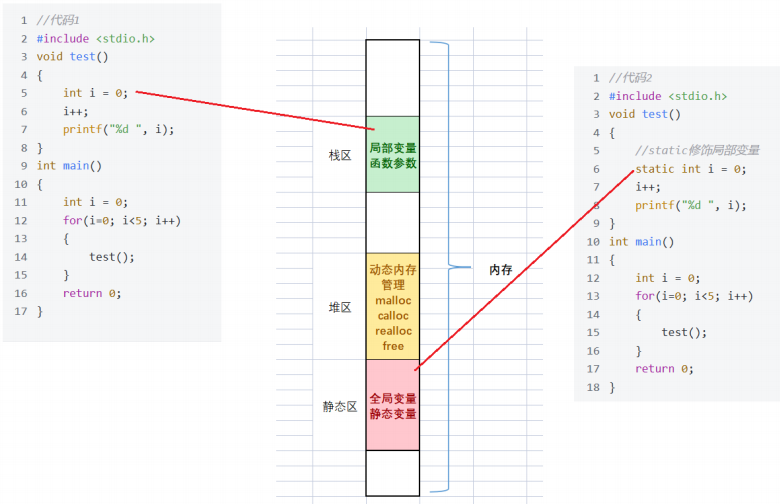 1 //代码1
2 #include <stdio.h>
3 void test()
4 {
5 int i = 0;
6 i++;
7 printf("%d ", i);
8 }
9 int main()
10 {
11 int i = 0;
12 for(i=0; i<5; i++)
13 {
14 test();
15 }
16 return 0;
17 }
栈区
局部变量
函数参数
堆区
动态内存
管理
malloc
calloc
realloc
free
静态区
全局变量
静态变量
内存
1 //代码2
2 #include <stdio.h>
3 void test()
4 {
5 //static修饰局部变量
6 static int i = 0;
7 i++;
8 printf("%d ", i);
9 }
10 int main()
11 {
12 int i = 0;
13 for(i=0; i<5; i++)
14 {
15 test();
16 }
17 return 0;
18 }